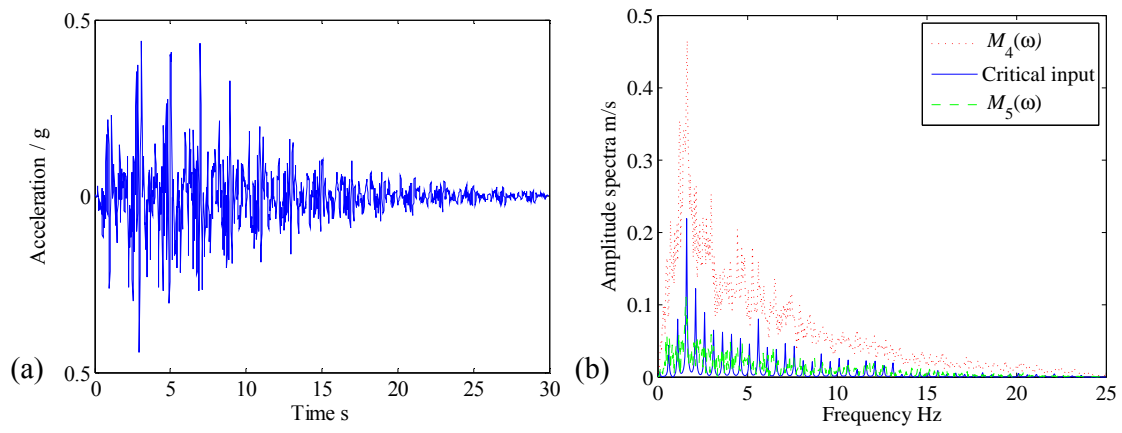 (a)
Acceleration / g
0.5
0
0.5
0 5 10 15 20 25 30
Time s
(b)
Amplitude spectra m/s
0.5
0.4
0.3
0.2
0.1
0
0 5 10 15 20 25
Frequency Hz
M4(ω)
Critical input
M5(ω)